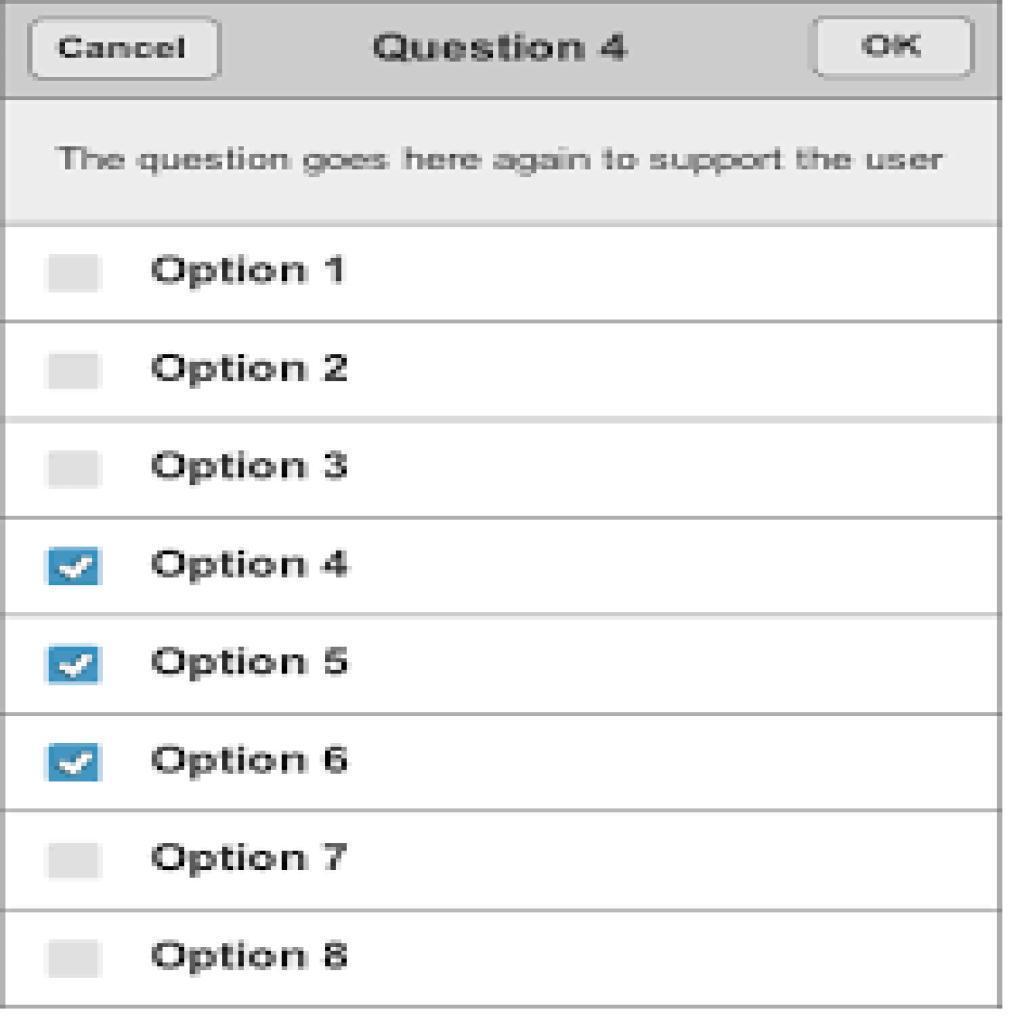 Cancel Question 4 OK
The question goes here again to support the user
Option 1
Option 2
Option 3
Option 4
Option 5
Option 6
Option 7
Option 8